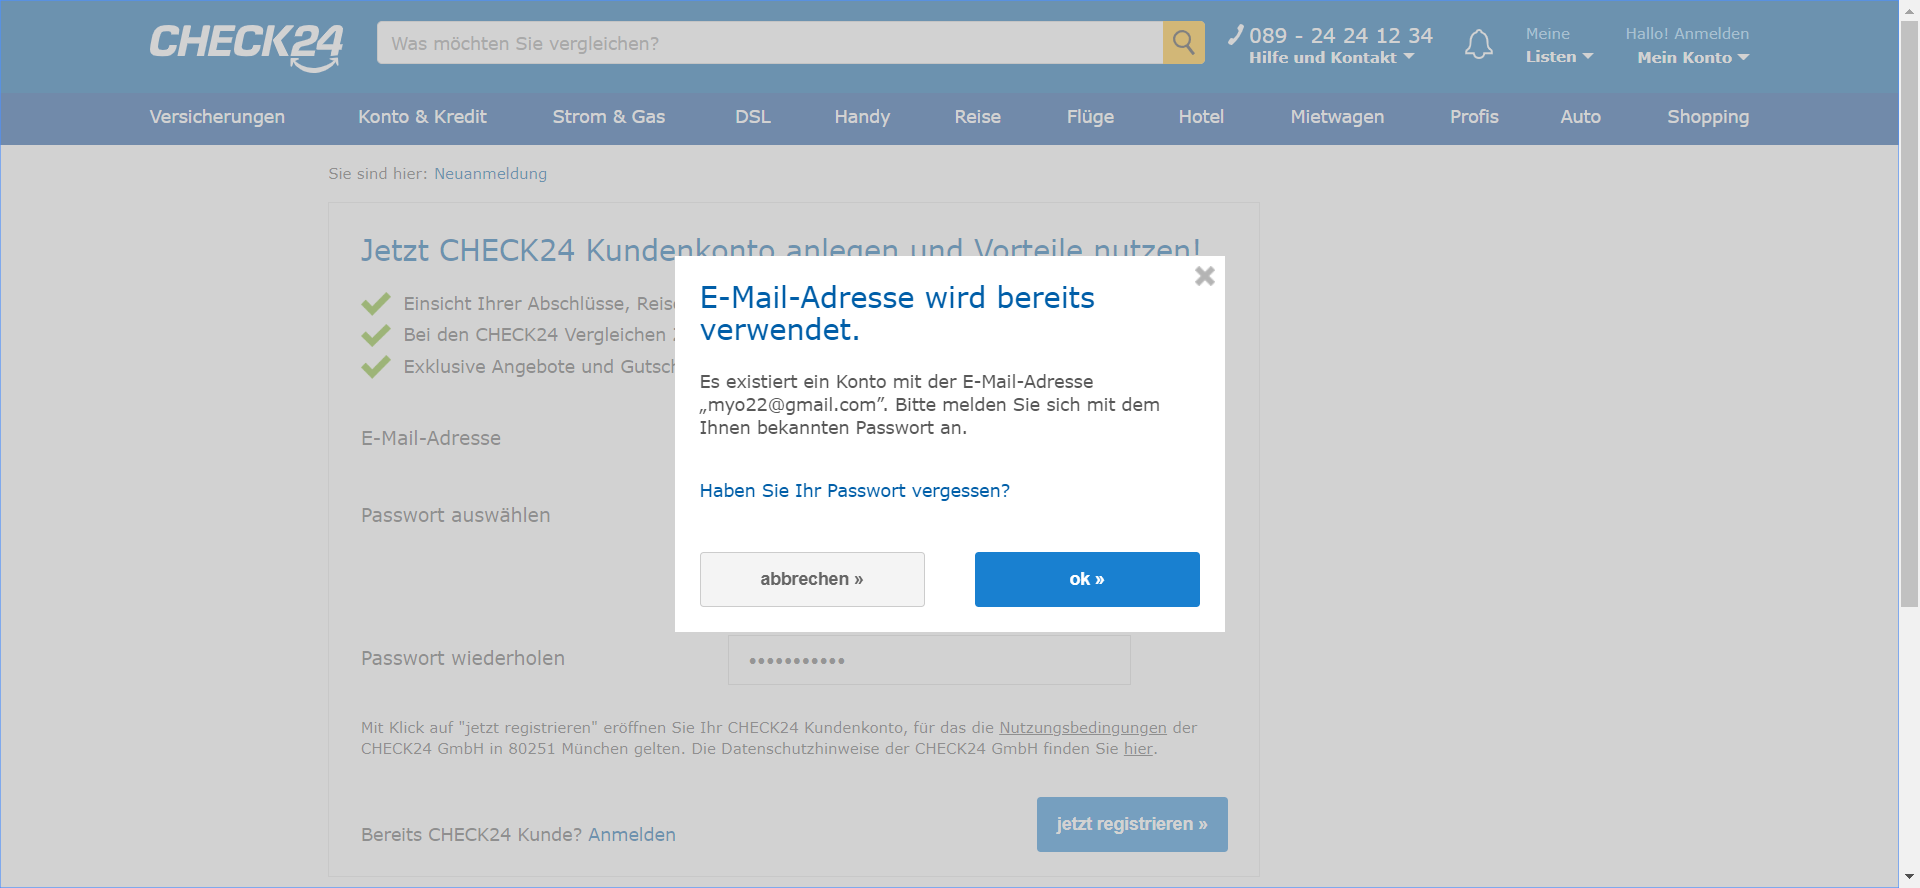 CHECK24
Was möchten Sie vergleichen?
089 - 24 24 12 34
Hilfe und Kontakt
Meine
Listen
Hallo! Anmelden
Mein Konto
Versicherungen Konto & Kredit Strom & Gas DSL Handy Reise Flüge Hotel Mietwagen Profis Auto Shopping
Sie sind hier: Neuanmeldung
Jetzt CHECK24 Kundenkonto anlegen und Vorteile nutzen!
Einsicht Ihrer Abschlüsse, Reise
Bei den CHECK24 Vergleichen
Exklusive Angebote und Gutsch
E-Mail-Adresse
Passwort auswählen
Passwort wiederholen
•••••••••••
Mit Klick auf "jetzt registrieren" eröffnen Sie Ihr CHECK24 Kundenkonto, für das die Nutzungsbedingungen der
CHECK24 GmbH in 80251 München gelten. Die Datenschutzhinweise der CHECK24 GmbH finden Sie hier.
Bereits CHECK24 Kunde? Anmelden
jetzt registrieren »
E-Mail-Adresse wird bereits
verwendet.
Es existiert ein Konto mit der E-Mail-Adresse
„myo22@gmail.com”. Bitte melden Sie sich mit dem
Ihnen bekannten Passwort an.
Haben Sie Ihr Passwort vergessen?
abbrechen »
ok »